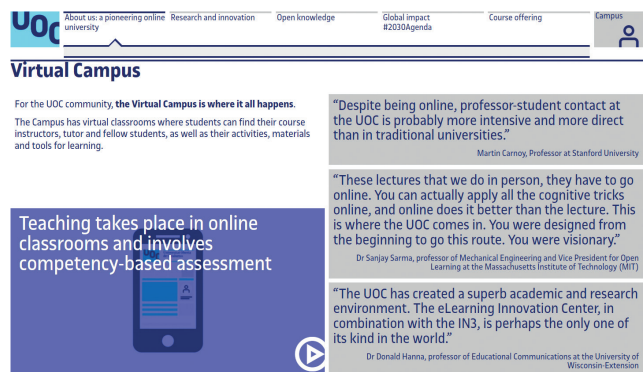 UOC
About us: a pioneering online
university
Research and innovation
Open knowledge
Global impact
#2030Agenda
Course offering
Campus
Virtual Campus
For the UOC community, the Virtual Campus is where it all happens.
The Campus has virtual classrooms where students can find their course
instructors, tutor and fellow students, as well as their activities, materials
and tools for learning.
Teaching takes place in online
classrooms and involves
competency-based assessment
“Despite being online, professor-student contact at
the UOC is probably more intensive and more direct
than in traditional universities.”
Martin Carnoy, Professor at Stanford University
“These lectures that we do in person, they have to go
online. You can actually apply all the cognitive tricks
online, and online does it better than the lecture. This
is where the UOC comes in. You were designed from
the beginning to go this route. You were visionary.”
Dr Sanjay Sarma, professor of Mechanical Engineering and Vice President for Open
Learning at the Massachusetts Institute of Technology (MIT)
“The UOC has created a superb academic and research
environment. The eLearning Innovation Center, in
combination with the IN3, is perhaps the only one of
its kind in the world.”
Dr Donald Hanna, professor of Educational Communications at the University of
Wisconsin-Extension